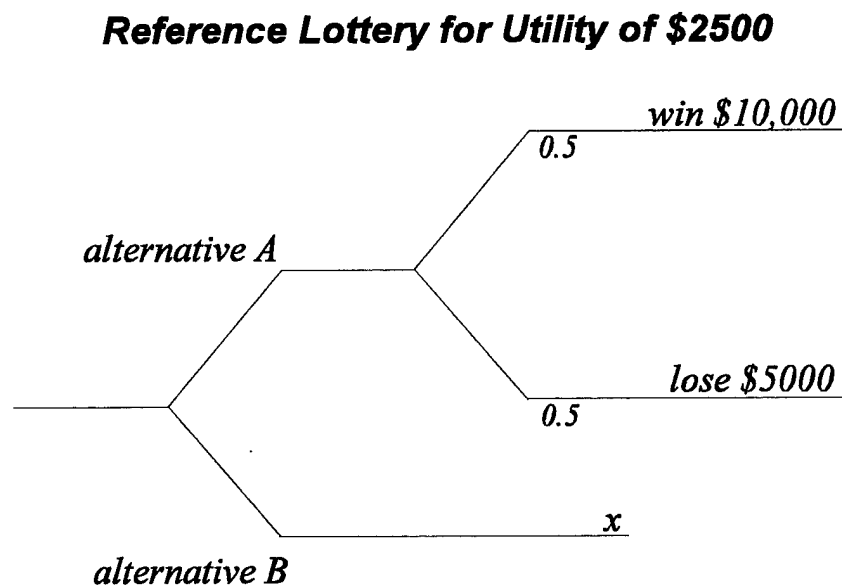 Reference Lottery for Utility of $2500
win $10,000
0.5
alternative A
lose $5000
0.5
x
alternative B